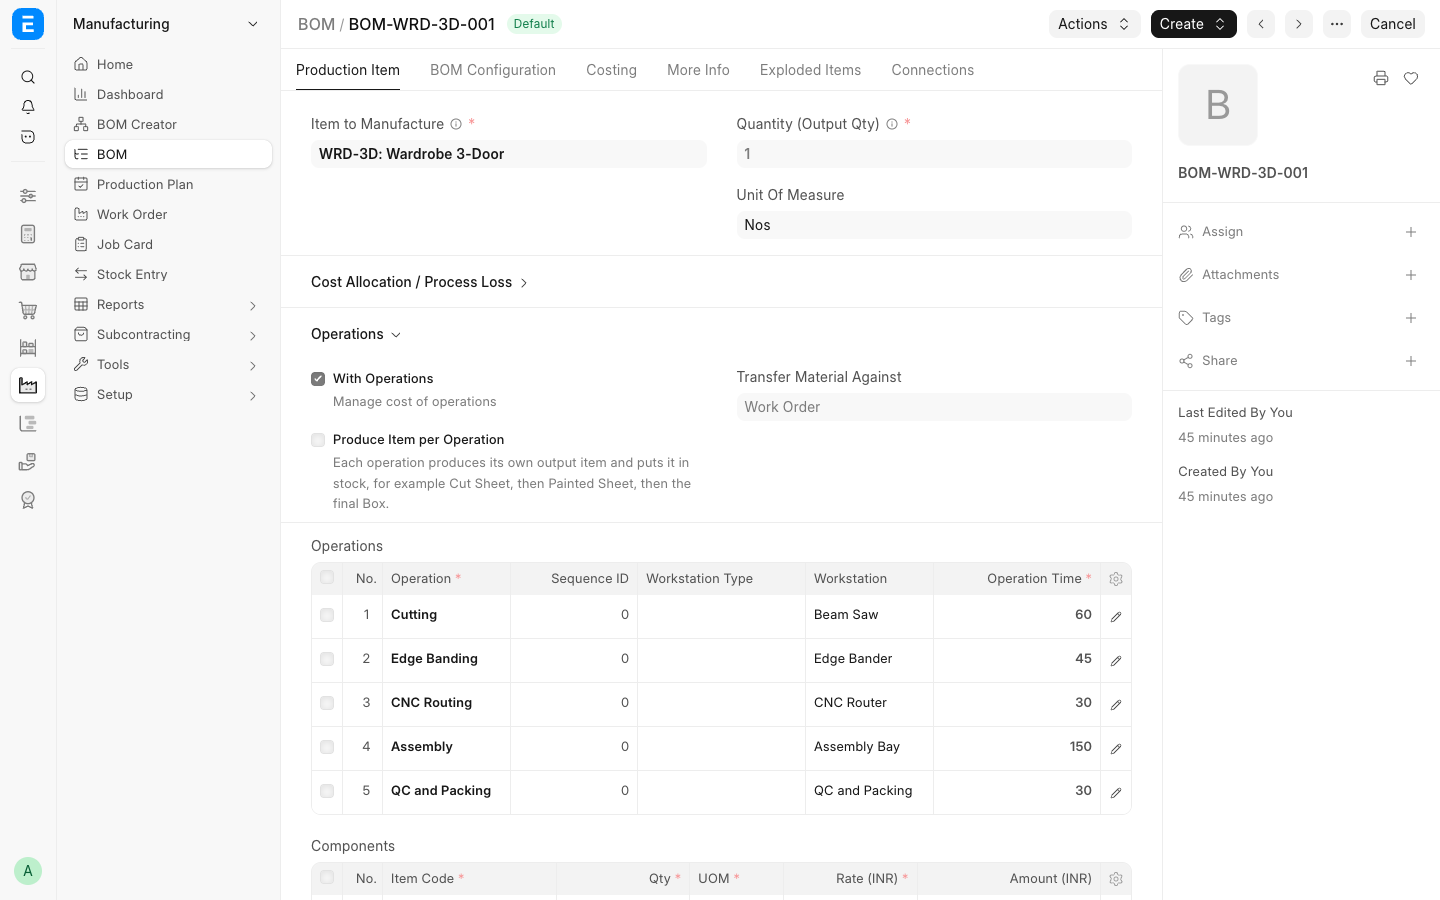 Manufacturing
Home
Dashboard
BOM Creator
BOM
Production Plan
Work Order
Job Card
Stock Entry
Reports
Subcontracting
Tools
Setup
A
BOM / BOM-WRD-3D-001 Default
Actions Create Cancel
Production Item BOM Configuration Costing More Info Exploded Items Connections
Item to Manufacture *
WRD-3D: Wardrobe 3-Door
Quantity (Output Qty) *
1
Unit Of Measure
Nos
Cost Allocation / Process Loss
Operations
With Operations
Manage cost of operations
Produce Item per Operation
Each operation produces its own output item and puts it in
stock, for example Cut Sheet, then Painted Sheet, then the
final Box.
Transfer Material Against
Work Order
Operations
No. Operation * Sequence ID Workstation Type Workstation Operation Time *
1 Cutting 0 Beam Saw 60
2 Edge Banding 0 Edge Bander 45
3 CNC Routing 0 CNC Router 30
4 Assembly 0 Assembly Bay 150
5 QC and Packing 0 QC and Packing 30
Components
No. Item Code * Qty * UOM * Rate (INR) * Amount (INR)
B
BOM-WRD-3D-001
Assign
Attachments
Tags
Share
Last Edited By You
45 minutes ago
Created By You
45 minutes ago